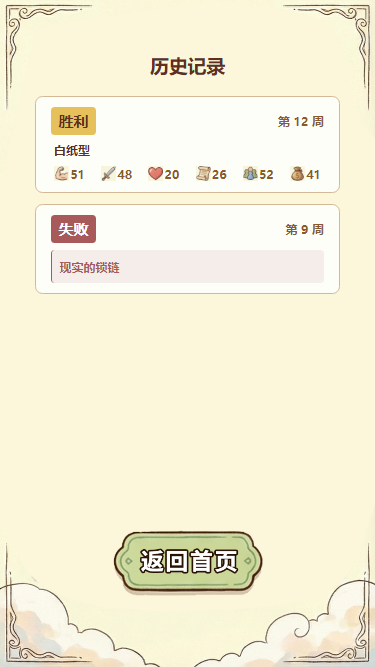 历史记录
胜利
第 12 周
白纸型
51 48 20 26 52 41
失败
第 9 周
现实的锁链
返回首页